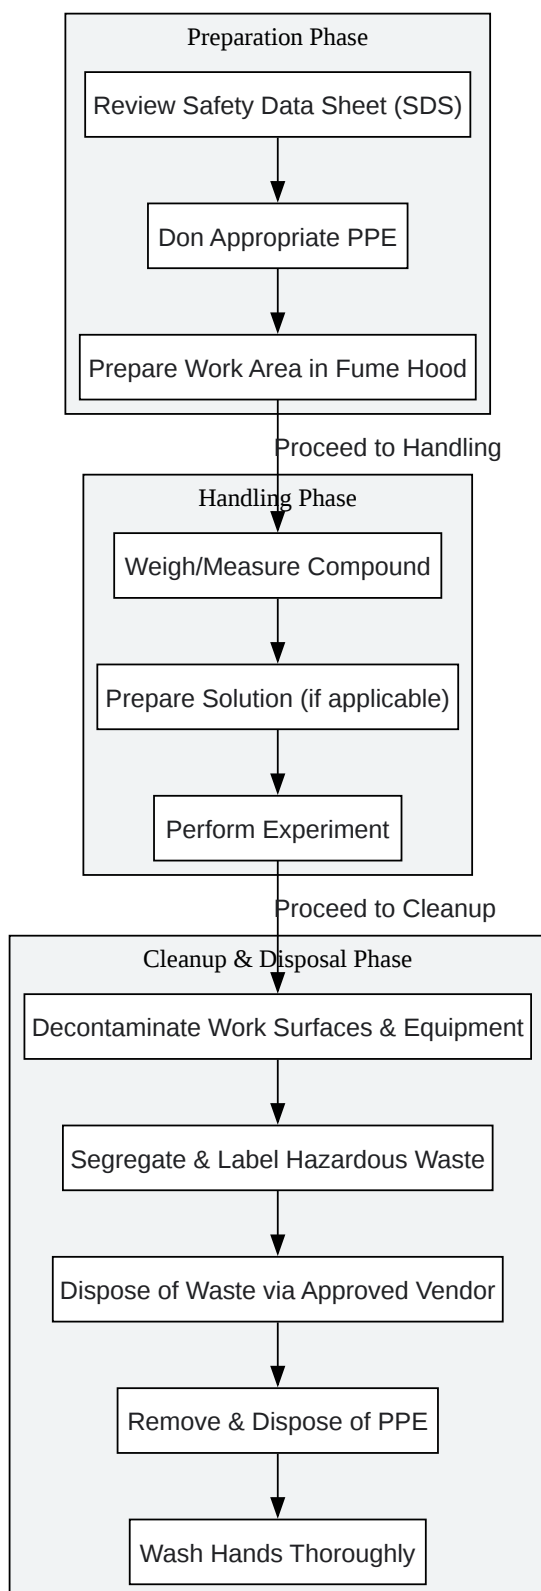 Preparation Phase
Review Safety Data Sheet (SDS)
Don Appropriate PPE
Prepare Work Area in Fume Hood
Proceed to Handling
Handling Phase
Weigh/Measure Compound
Prepare Solution (if applicable)
Perform Experiment
Proceed to Cleanup
Cleanup & Disposal Phase
Decontaminate Work Surfaces & Equipment
Segregate & Label Hazardous Waste
Dispose of Waste via Approved Vendor
Remove & Dispose of PPE
Wash Hands Thoroughly